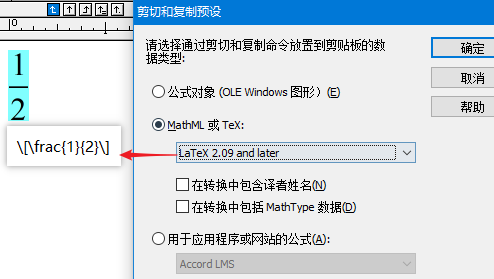 剪切和复制预设
0
1
1
2
\[\frac{1}{2}\]
请选择通过剪切和复制命令放置到剪贴板的数
据类型:
确定
取消
帮助
公式对象 (OLE Windows 图形）(E)
MathML 或 TeX:
LaTeX 2.09 and later
在转换中包含译者姓名(N)
在转换中包括 MathType 数据(D)
用于应用程序或网站的公式(A):
Accord LMS